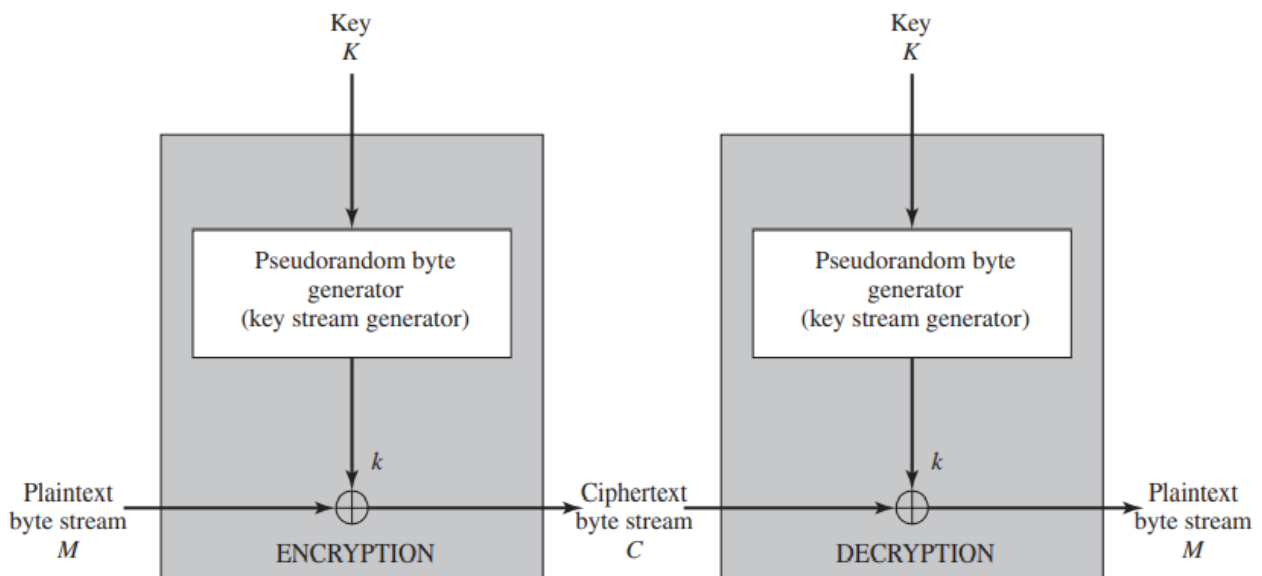 Key
K
Key
K
Pseudorandom byte
generator
(key stream generator)
Pseudorandom byte
generator
(key stream generator)
k
k
Plaintext
byte stream
M
Ciphertext
byte stream
C
Plaintext
byte stream
M
ENCRYPTION
DECRYPTION